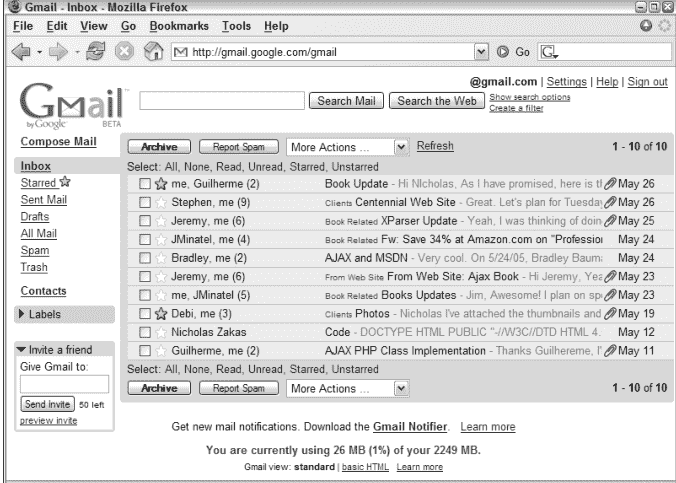 Gmail - Inbox - Mozilla Firefox
File Edit View Go Bookmarks Tools Help
http://gmail.google.com/gmail Go G
@gmail.com | Settings | Help | Sign out
Gmail by Google BETA
Search Mail Search the Web Show search options
Create a filter
Compose Mail
Archive Report Spam More Actions ... Refresh 1 - 10 of 10
Inbox
Select: All, None, Read, Unread, Starred, Unstarred
Starred
me, Guilherme (2) Book Update - Hi NIcholas, As I have promised, here is May 26
Sent Mail
Stephen, me (9) Clients Centennial Web Site - Great. Let's plan for Tuesday May 26
Drafts
Jeremy, me (6) Book Related XParser Update - Yeah, I was thinking of doin May 25
All Mail
JMinatel, me (4) Book Related Fw: Save 34% at Amazon.com on "Professio May 24
Spam
Bradley, me (2) AJAX and MSDN - Very cool. On 5/24/05, Bradley Baum May 24
Trash
Jeremy, me (6) From Web Site From Web Site: Ajax Book - Hi Jeremy, Yea May 23
Contacts
me, JMinatel (5) Book Related Books Updates - Jim, Awesome! I plan on spe May 23
Labels
Debi, me (3) Clients Photos - Nicholas I've attached the thumbnails and May 19
Nicholas Zakas Code - DOCTYPE HTML PUBLIC "-//W3C//DTD HTML 4. May 12
Invite a friend
Guilherme, me (2) AJAX PHP Class Implementation - Thanks Guilhereme, I' May 11
Give Gmail to:
Select: All, None, Read, Unread, Starred, Unstarred
Archive Report Spam More Actions ... 1 - 10 of 10
Send Invite 50 left
preview invite
Get new mail notifications. Download the Gmail Notifier. Learn more
You are currently using 26 MB (1%) of your 2249 MB.
Gmail view: standard | basic HTML Learn more